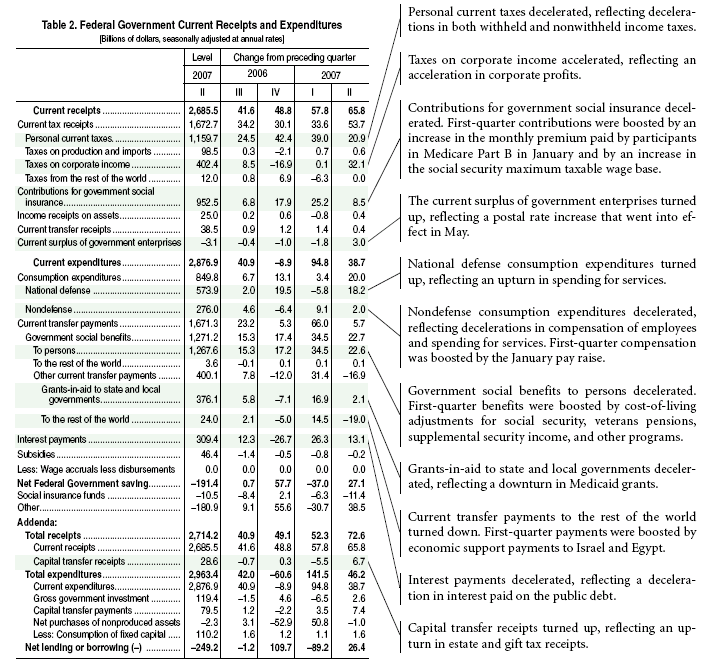 Table 2. Federal Government Current Receipts and Expenditures
[Billions of dollars, seasonally adjusted at annual rates]
Level Change from preceding quarter
2007 2006 2007
II III IV I II
Current receipts 2,685.5 41.6 48.8 57.8 65.8
Current tax receipts 1,672.7 34.2 30.1 33.6 53.7
Personal current taxes 1,159.7 24.5 42.4 39.0 20.9
Taxes on production and imports 98.5 0.3 −2.1 0.7 0.6
Taxes on corporate income 402.4 8.5 −16.9 0.1 32.1
Taxes from the rest of the world 12.0 0.8 6.9 −6.3 0.0
Contributions for government social
insurance 952.5 6.8 17.9 25.2 8.5
Income receipts on assets 25.0 0.2 0.6 −0.8 0.4
Current transfer receipts 38.5 0.9 1.2 1.4 0.4
Current surplus of government enterprises −3.1 −0.4 −1.0 −1.8 3.0
Current expenditures 2,876.9 40.9 −8.9 94.8 38.7
Consumption expenditures 849.8 6.7 13.1 3.4 20.0
National defense 573.9 2.0 19.5 −5.8 18.2
Nondefense 276.0 4.6 −6.4 9.1 2.0
Current transfer payments 1,671.3 23.2 5.3 66.0 5.7
Government social benefits 1,271.2 15.3 17.4 34.5 22.7
To persons 1,267.6 15.3 17.2 34.5 22.6
To the rest of the world 3.6 −0.1 0.1 0.1 0.1
Other current transfer payments 400.1 7.8 −12.0 31.4 −16.9
Grants-in-aid to state and local
governments 376.1 5.8 −7.1 16.9 2.1
To the rest of the world 24.0 2.1 −5.0 14.5 −19.0
Interest payments 309.4 12.3 −26.7 26.3 13.1
Subsidies 46.4 −1.4 −0.5 −0.8 −0.2
Less: Wage accruals less disbursements 0.0 0.0 0.0 0.0 0.0
Net Federal Government saving −191.4 0.7 57.7 −37.0 27.1
Social insurance funds −10.5 −8.4 2.1 −6.3 −11.4
Other −180.9 9.1 55.6 −30.7 38.5
Addenda:
Total receipts 2,714.2 40.9 49.1 52.3 72.6
Current receipts 2,685.5 41.6 48.8 57.8 65.8
Capital transfer receipts 28.6 −0.7 0.3 −5.5 6.7
Total expenditures 2,963.4 42.0 −60.6 141.5 46.2
Current expenditures 2,876.9 40.9 −8.9 94.8 38.7
Gross government investment 119.4 −1.5 4.6 −6.5 2.6
Capital transfer payments 79.5 1.2 −2.2 3.5 7.4
Net purchases of nonproduced assets −2.3 3.1 −52.9 50.8 −1.0
Less: Consumption of fixed capital 110.2 1.6 1.2 1.1 1.6
Net lending or borrowing (–) −249.2 −1.2 109.7 −89.2 26.4
Personal current taxes decelerated, reflecting decelera-
tions in both withheld and nonwithheld income taxes.
Taxes on corporate income accelerated, reflecting an
acceleration in corporate profits.
Contributions for government social insurance decel-
erated. First-quarter contributions were boosted by an
increase in the monthly premium paid by participants
in Medicare Part B in January and by an increase in
the social security maximum taxable wage base.
The current surplus of government enterprises turned
up, reflecting a postal rate increase that went into ef-
fect in May.
National defense consumption expenditures turned
up, reflecting an upturn in spending for services.
Nondefense consumption expenditures decelerated,
reflecting decelerations in compensation of employees
and spending for services. First-quarter compensation
was boosted by the January pay raise.
Government social benefits to persons decelerated.
First-quarter benefits were boosted by cost-of-living
adjustments for social security, veterans pensions,
supplemental security income, and other programs.
Grants-in-aid to state and local governments deceler-
ated, reflecting a downturn in Medicaid grants.
Current transfer payments to the rest of the world
turned down. First-quarter payments were boosted by
economic support payments to Israel and Egypt.
Interest payments decelerated, reflecting a decelera-
tion in interest paid on the public debt.
Capital transfer receipts turned up, reflecting an up-
turn in estate and gift tax receipts.